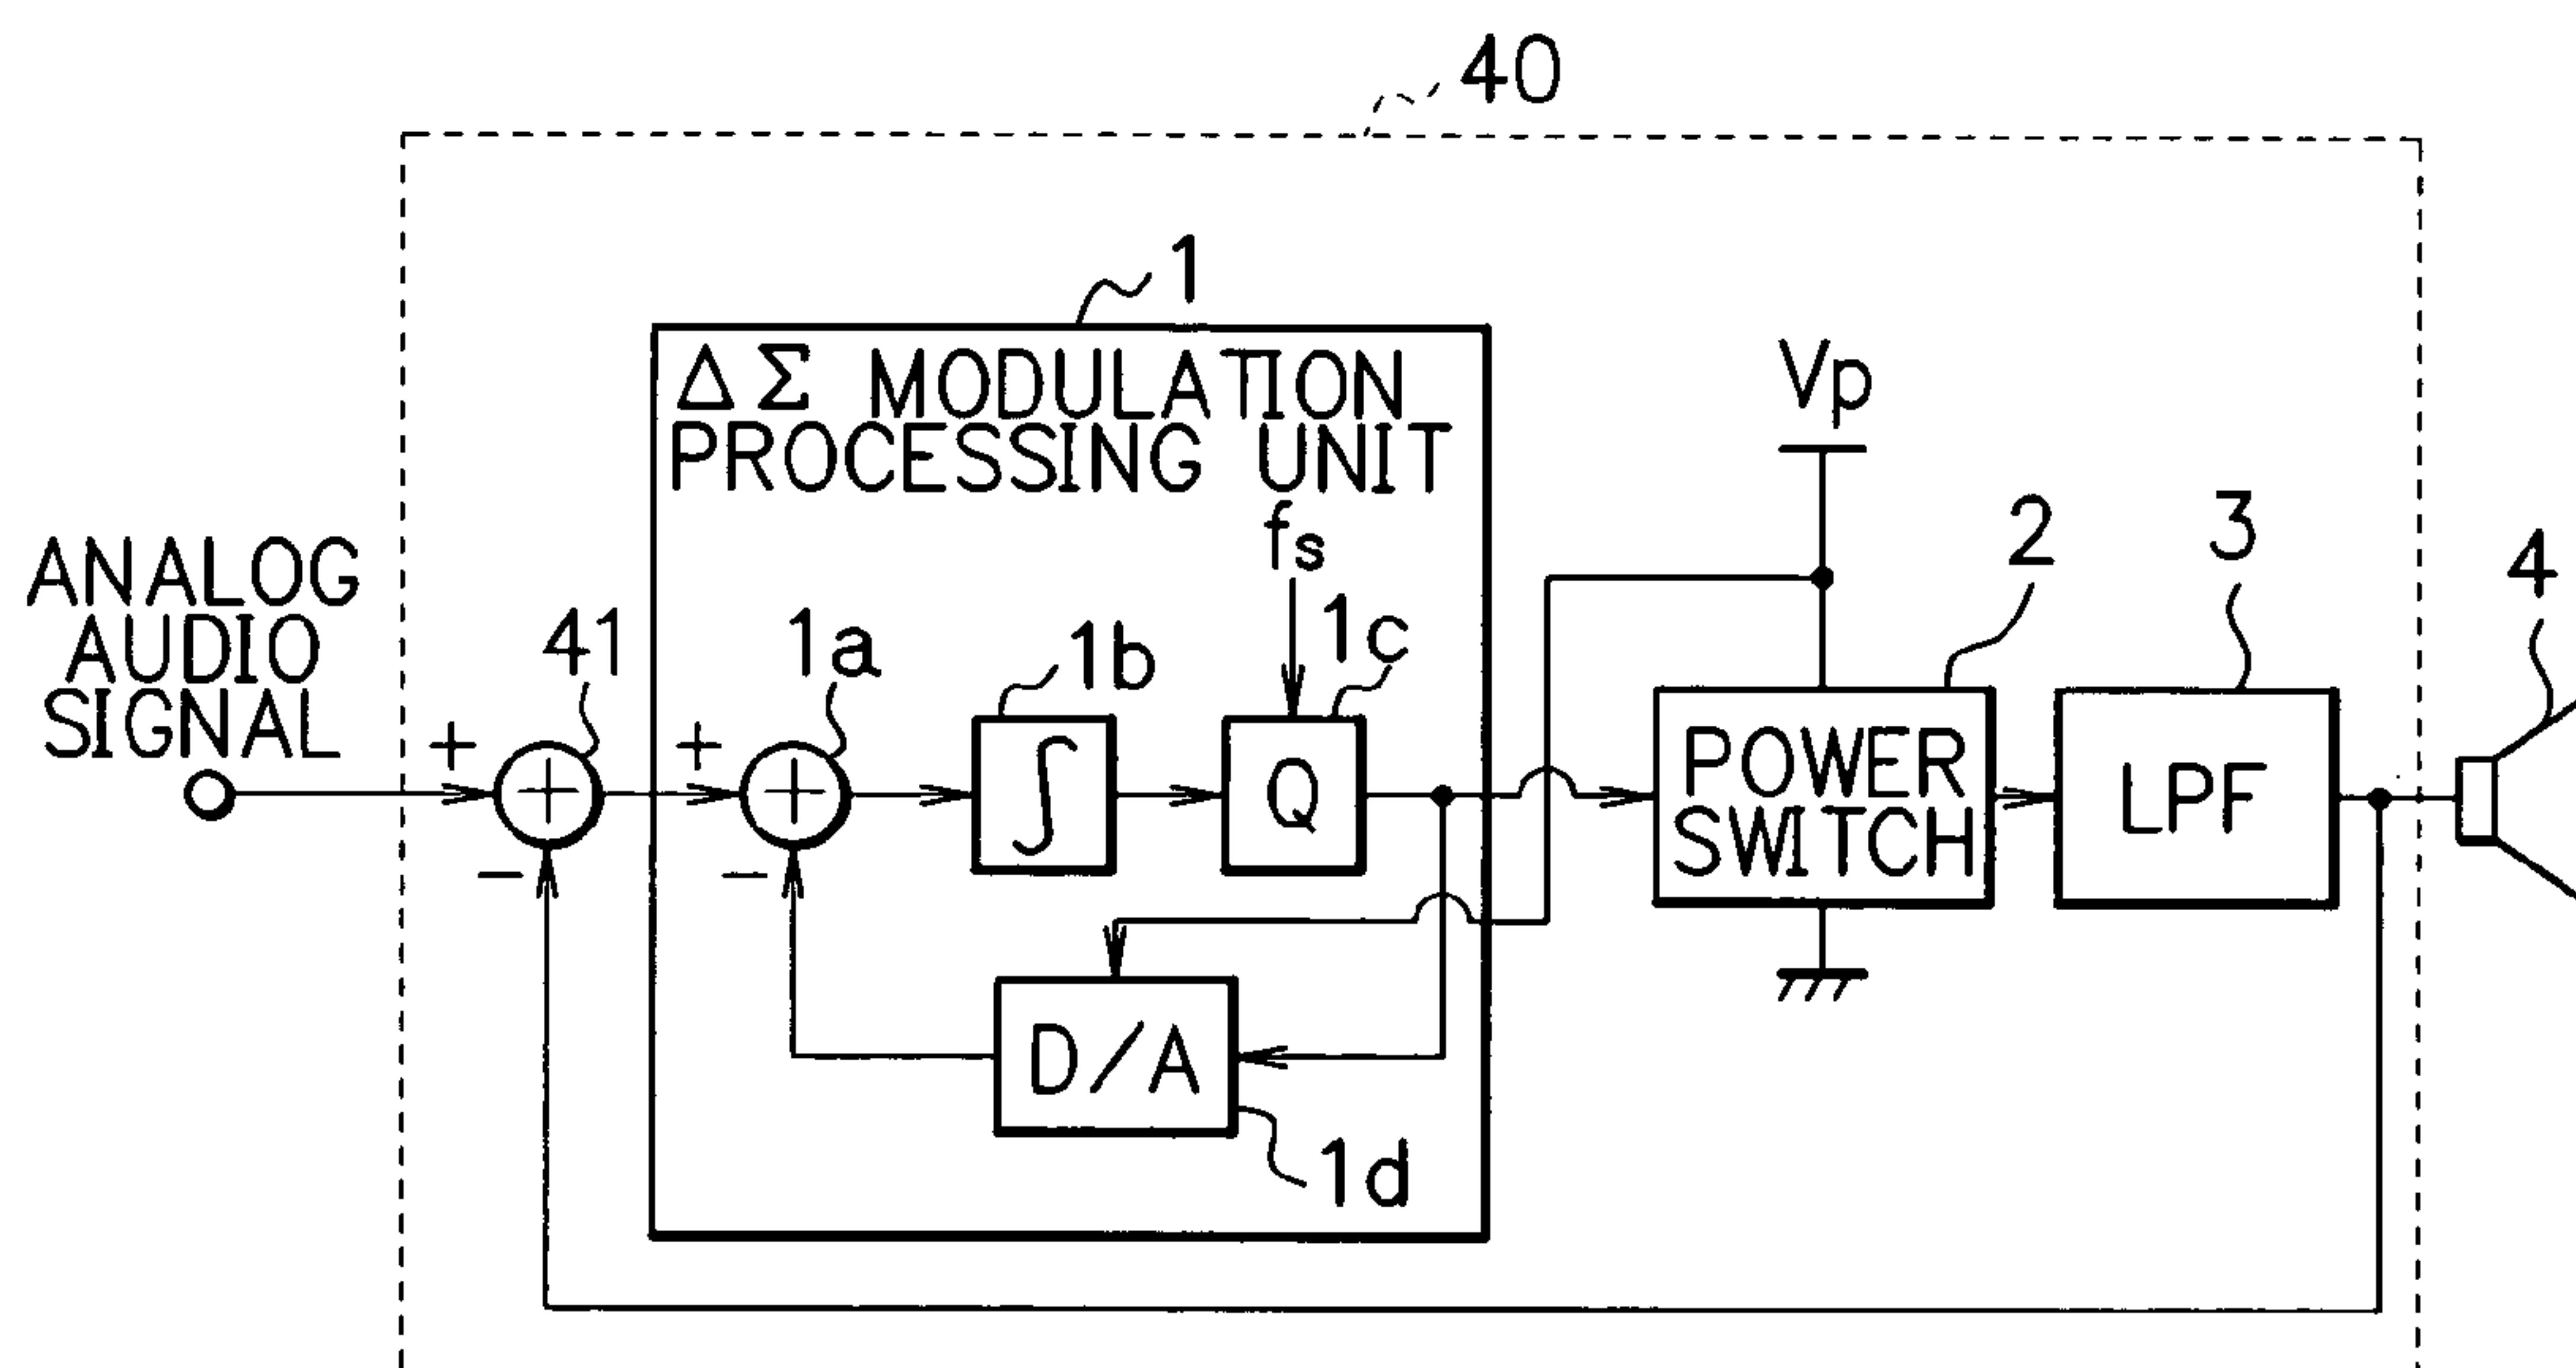 40
1
ΔΣ MODULATION
PROCESSING UNIT
Vp
fs
2
3
4
ANALOG
AUDIO
SIGNAL
41
1a
1b
1c
+
+
+
+
∫
Q
POWER
SWITCH
LPF
−
−
D/A
1d